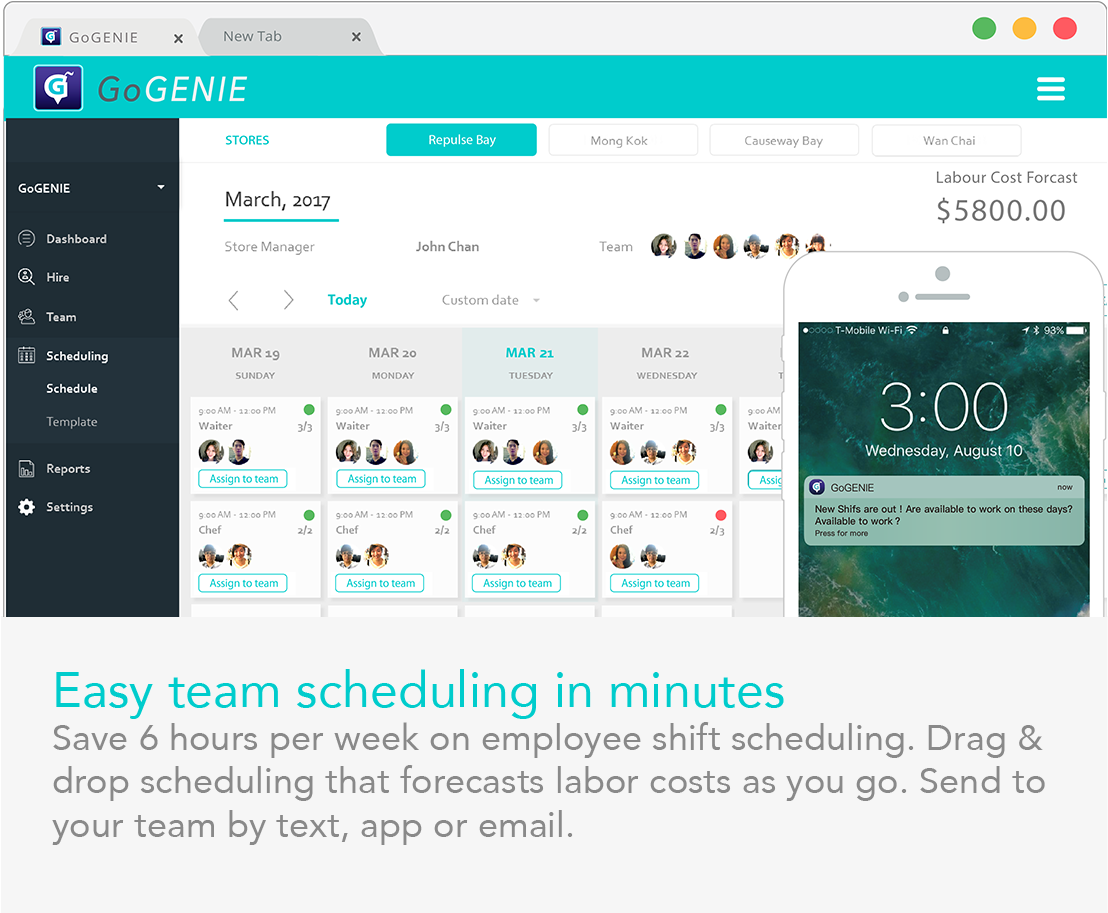 GoGENIE
New Tab
GoGENIE
STORES
Repulse Bay
Mong Kok
Causeway Bay
Wan Chai
GoGENIE
Dashboard
Hire
Team
Scheduling
Schedule
Template
Reports
Settings
March, 2017
Labour Cost Forcast
$5800.00
Store Manager
John Chan
Team
Today
Custom date
MAR 19
SUNDAY
MAR 20
MONDAY
MAR 21
TUESDAY
MAR 22
WEDNESDAY
9:00 AM - 12:00 PM
Waiter
3/3
Assign to team
9:00 AM - 12:00 PM
Waiter
3/3
Assign to team
9:00 AM - 12:00 PM
Waiter
3/3
Assign to team
9:00 AM - 12:00 PM
Waiter
3/3
Assign to team
9:00 AM
Waiter
9:00 AM - 12:00 PM
Chef
2/2
Assign to team
9:00 AM - 12:00 PM
Chef
2/2
Assign to team
9:00 AM - 12:00 PM
Chef
2/2
Assign to team
9:00 AM - 12:00 PM
Chef
2/3
Assign to team
T-Mobile Wi-Fi
93%
3:00
Wednesday, August 10
GoGENIE
now
New Shifs are out ! Are available to work on these days?
Available to work ?
Press for more
Easy team scheduling in minutes
Save 6 hours per week on employee shift scheduling. Drag &
drop scheduling that forecasts labor costs as you go. Send to
your team by text, app or email.